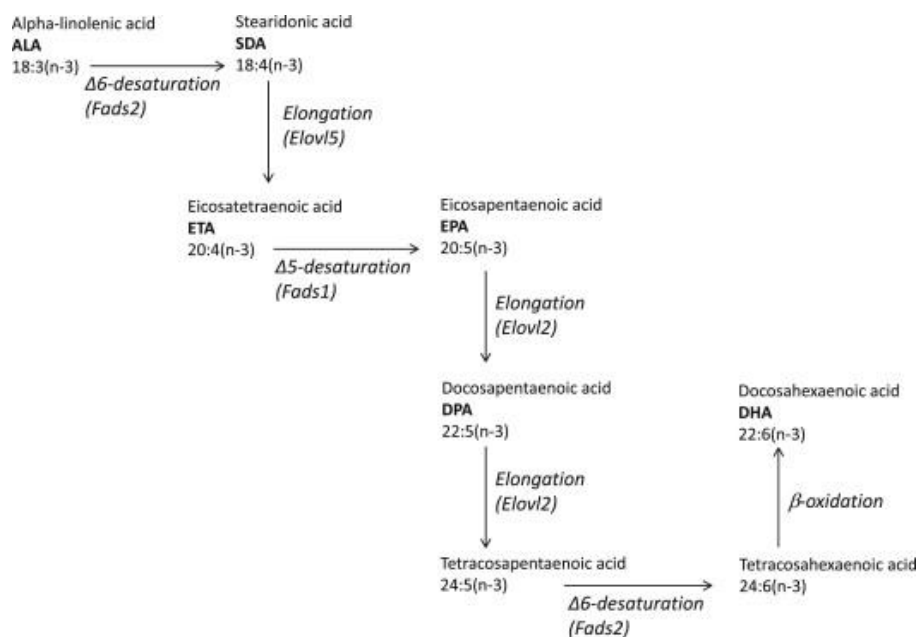 Alpha-linolenic acid
ALA
18:3(n-3)
Δ6-desaturation
(Fads2)
Stearidonic acid
SDA
18:4(n-3)
Elongation
(Elovl5)
Eicosatetraenoic acid
ETA
20:4(n-3)
Δ5-desaturation
(Fads1)
Eicosapentaenoic acid
EPA
20:5(n-3)
Elongation
(Elovl2)
Docosapentaenoic acid
DPA
22:5(n-3)
Elongation
(Elovl2)
Tetracosapentaenoic acid
24:5(n-3)
Δ6-desaturation
(Fads2)
Tetracosahexaenoic acid
24:6(n-3)
β-oxidation
Docosahexaenoic acid
DHA
22:6(n-3)